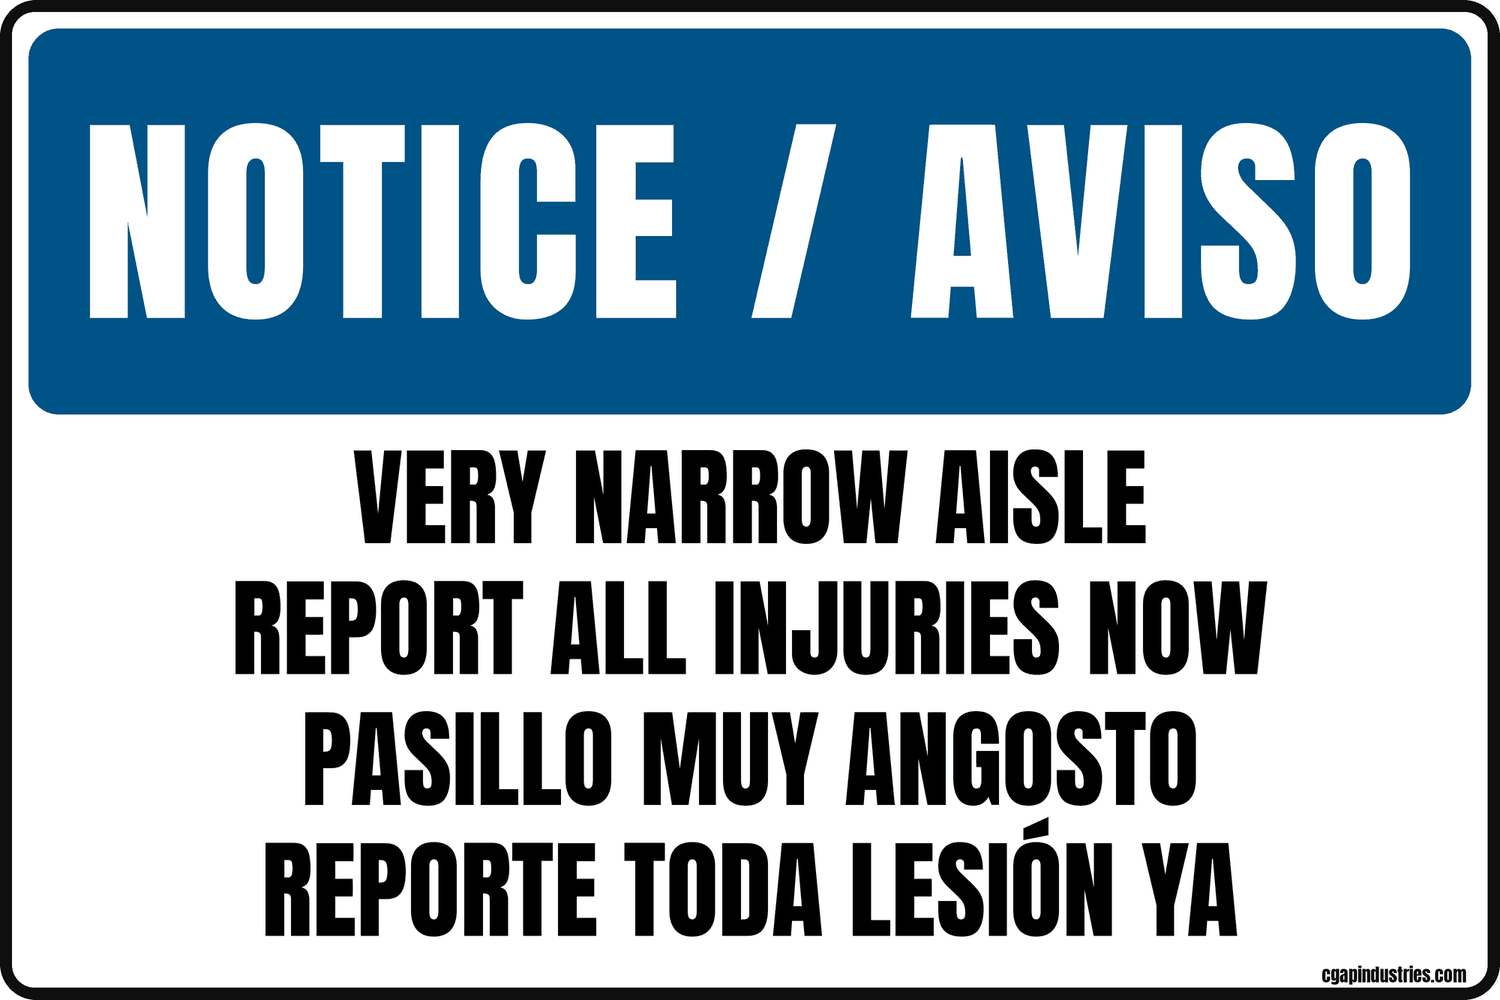 NOTICE / AVISO
VERY NARROW AISLE
REPORT ALL INJURIES NOW
PASILLO MUY ANGOSTO
REPORTE TODA LESIÓN YA
cgapindustries.com